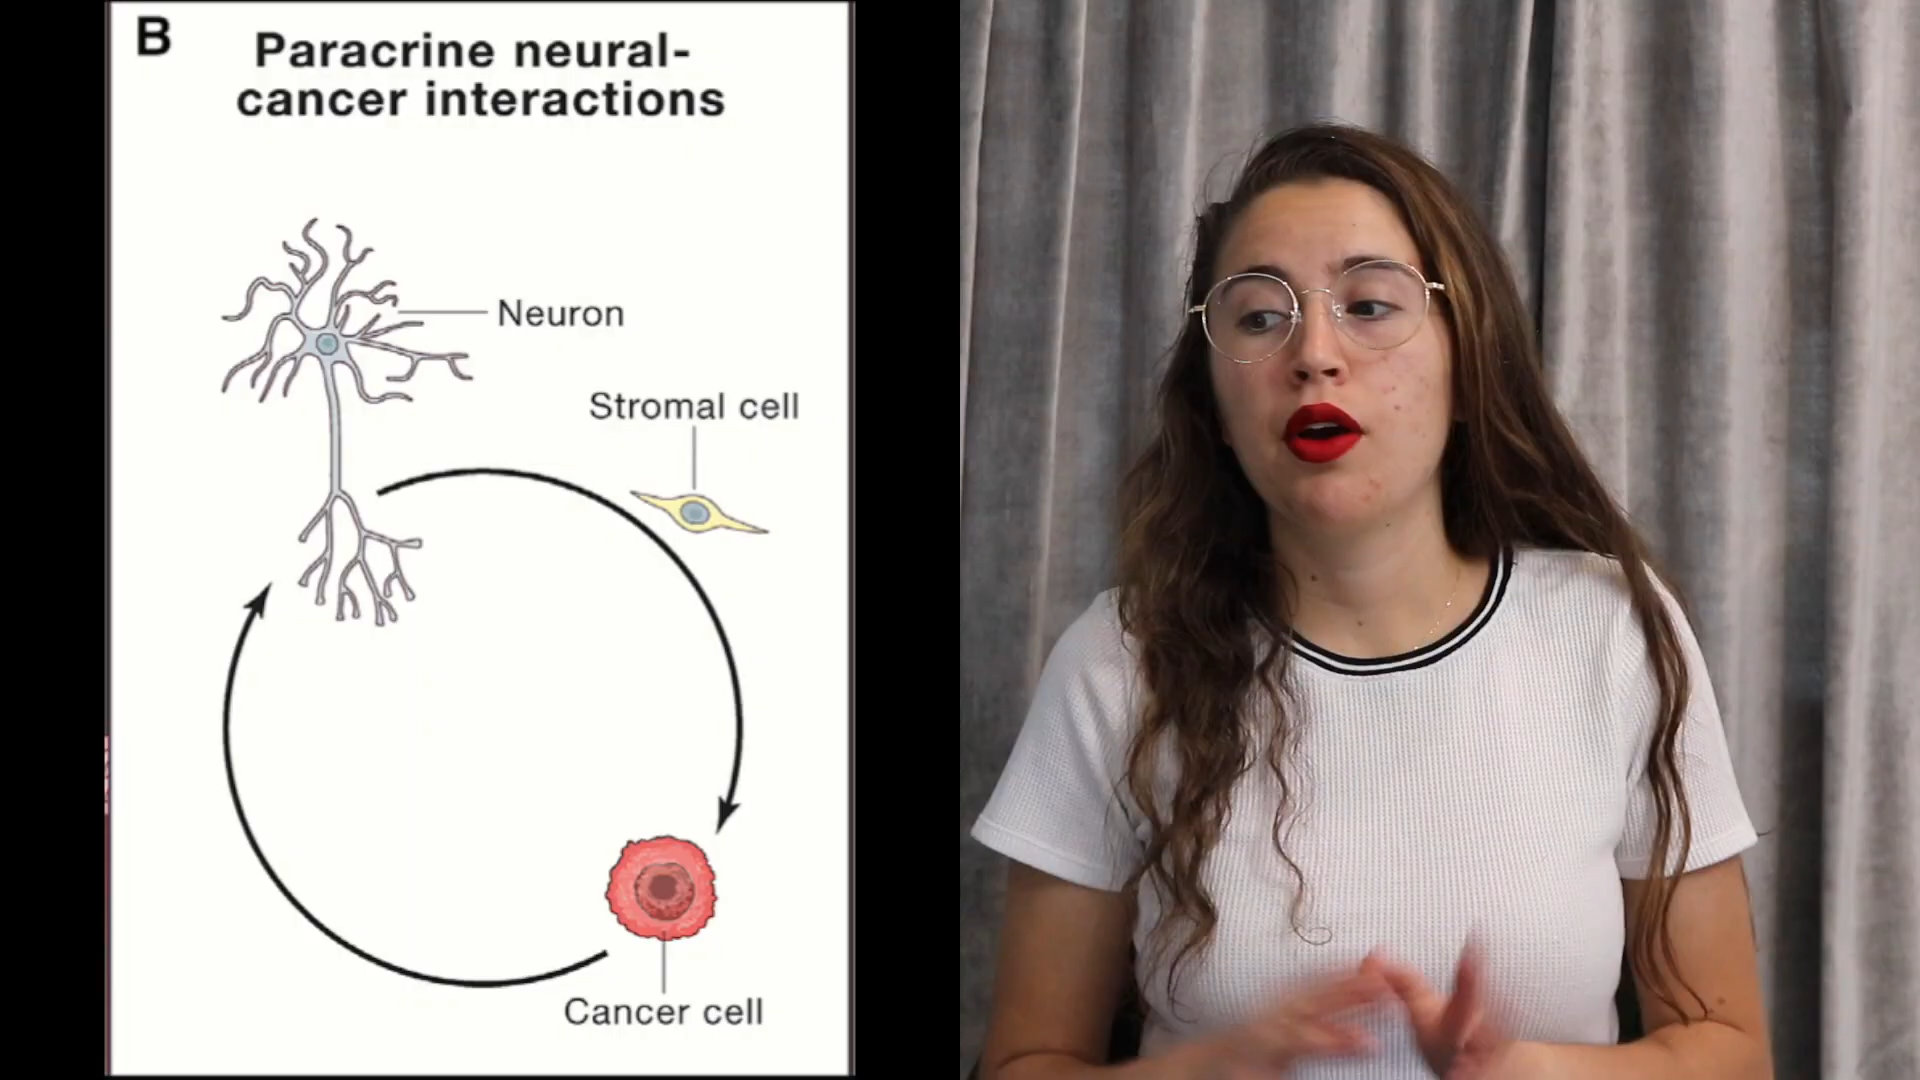 B
Paracrine neural-
cancer interactions
Neuron
Stromal cell
Cancer cell